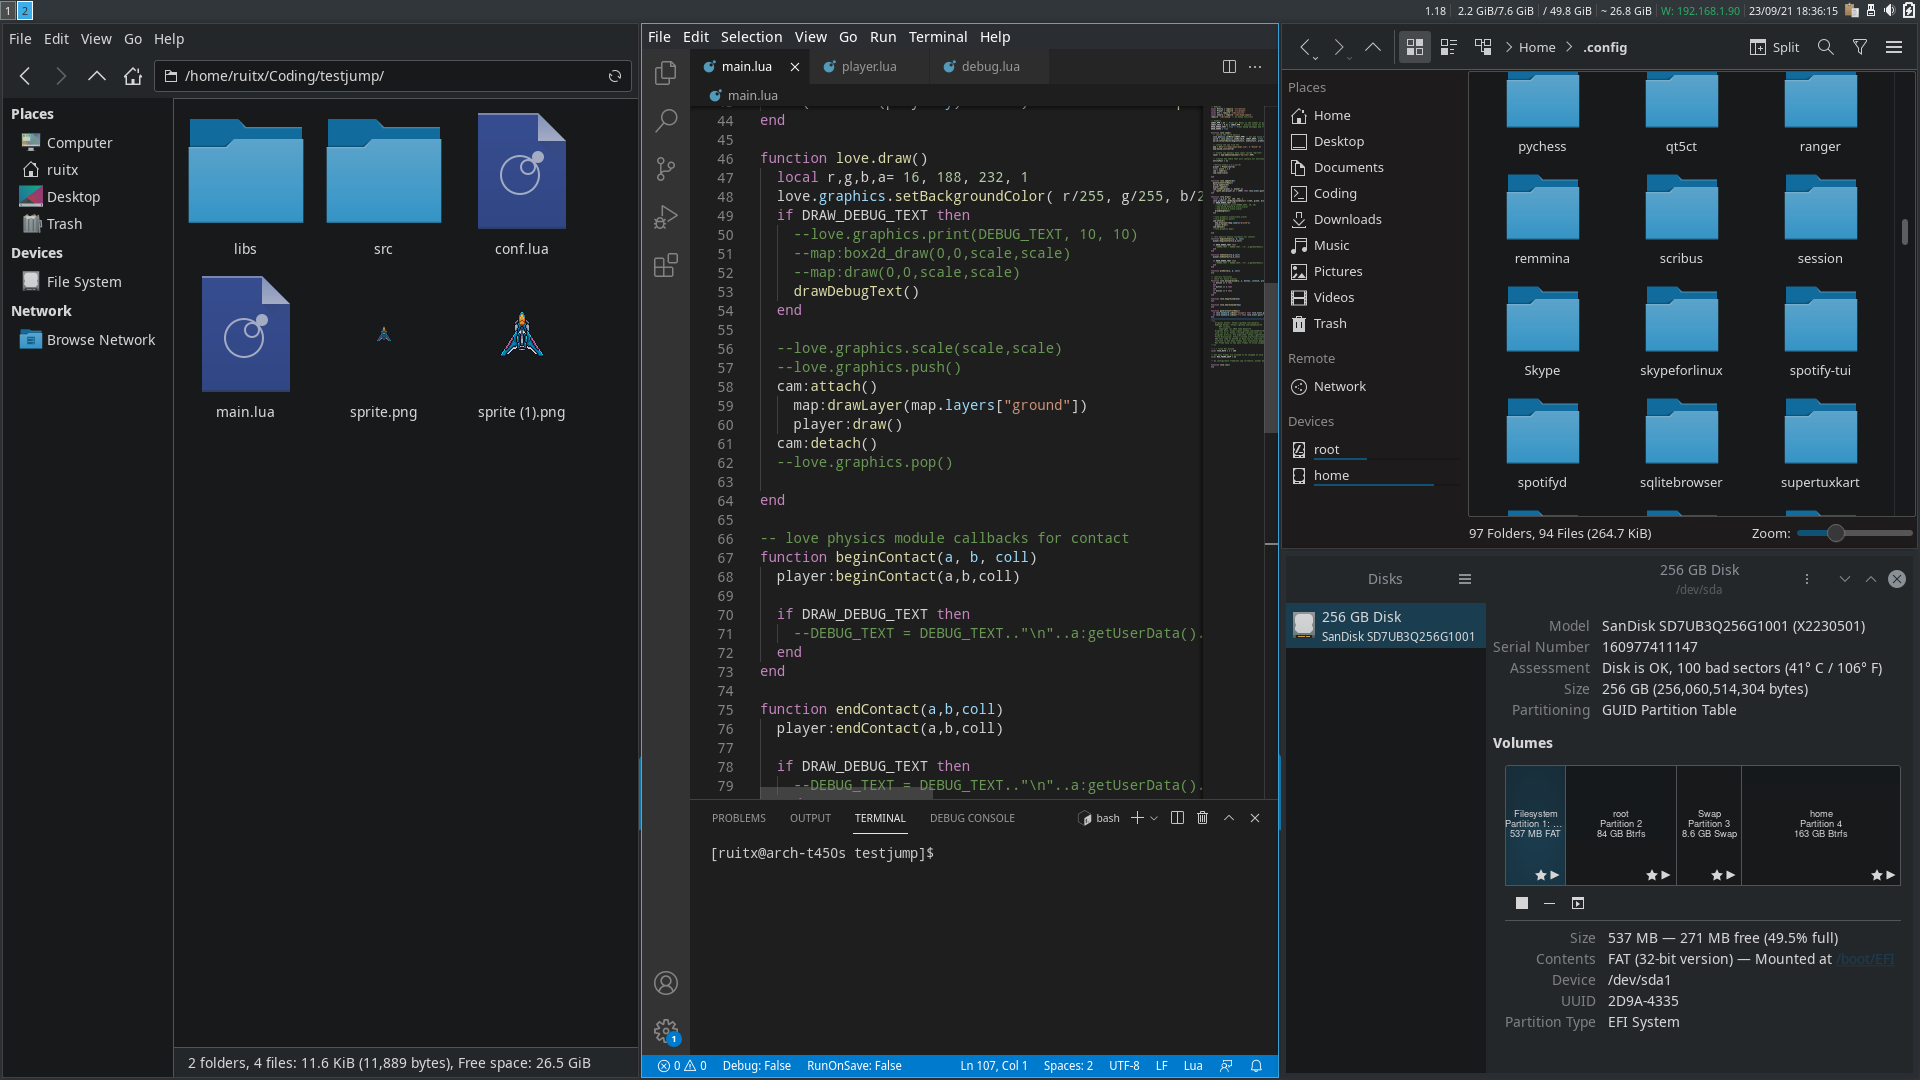 1 2
1.18 2.2 GiB/7.6 GiB / 49.8 GiB ~ 26.8 GiB W: 192.168.1.90 23/09/21 18:36:15
File Edit View Go Help
/home/ruitx/Coding/testjump/
Places
Computer
ruitx
Desktop
Trash
Devices
File System
Network
Browse Network
libs src conf.lua
main.lua sprite.png sprite (1).png
2 folders, 4 files: 11.6 KiB (11,889 bytes), Free space: 26.5 GiB
File Edit Selection View Go Run Terminal Help
main.lua player.lua debug.lua
main.lua
44 end
45
46 function love.draw()
47 local r,g,b,a= 16, 188, 232, 1
48 love.graphics.setBackgroundColor( r/255, g/255, b/2
49 if DRAW_DEBUG_TEXT then
50 --love.graphics.print(DEBUG_TEXT, 10, 10)
51 --map:box2d_draw(0,0,scale,scale)
52 --map:draw(0,0,scale,scale)
53 drawDebugText()
54 end
55
56 --love.graphics.scale(scale,scale)
57 --love.graphics.push()
58 cam:attach()
59 map:drawLayer(map.layers["ground"])
60 player:draw()
61 cam:detach()
62 --love.graphics.pop()
63
64 end
65
66 -- love physics module callbacks for contact
67 function beginContact(a, b, coll)
68 player:beginContact(a,b,coll)
69
70 if DRAW_DEBUG_TEXT then
71 --DEBUG_TEXT = DEBUG_TEXT.."\n"..a:getUserData().
72 end
73 end
74
75 function endContact(a,b,coll)
76 player:endContact(a,b,coll)
77
78 if DRAW_DEBUG_TEXT then
79 --DEBUG_TEXT = DEBUG_TEXT.."\n"..a:getUserData().
PROBLEMS OUTPUT TERMINAL DEBUG CONSOLE bash
[ruitx@arch-t450s testjump]$
1
0 0 Debug: False RunOnSave: False Ln 107, Col 1 Spaces: 2 UTF-8 LF Lua
Home .config Split
Places
Home
Desktop
Documents
Coding
Downloads
Music
Pictures
Videos
Trash
Remote
Network
Devices
root
home
pychess qt5ct ranger
remmina scribus session
Skype skypeforlinux spotify-tui
spotifyd sqlitebrowser supertuxkart
97 Folders, 94 Files (264.7 KiB) Zoom:
Disks
256 GB Disk
/dev/sda
256 GB Disk
SanDisk SD7UB3Q256G1001
Model SanDisk SD7UB3Q256G1001 (X2230501)
Serial Number 160977411147
Assessment Disk is OK, 100 bad sectors (41° C / 106° F)
Size 256 GB (256,060,514,304 bytes)
Partitioning GUID Partition Table
Volumes
Filesystem
Partition 1: ...
537 MB FAT
root
Partition 2
84 GB Btrfs
Swap
Partition 3
8.6 GB Swap
home
Partition 4
163 GB Btrfs
Size 537 MB — 271 MB free (49.5% full)
Contents FAT (32-bit version) — Mounted at /boot/EFI
Device /dev/sda1
UUID 2D9A-4335
Partition Type EFI System